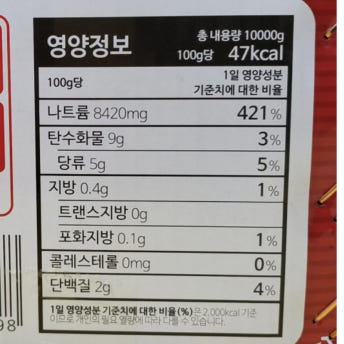 영양정보
총 내용량 10000g
100g당 47kcal
100g당
1일 영양성분
기준치에 대한 비율
나트륨 8420mg 421%
탄수화물 9g 3%
당류 5g 5%
지방 0.4g 1%
트랜스지방 0g
포화지방 0.1g 1%
콜레스테롤 0mg 0%
단백질 2g 4%
1일 영양성분 기준치에 대한 비율(%)은 2,000kcal 기준
이므로 개인의 필요 열량에 따라 다를 수 있습니다.
98